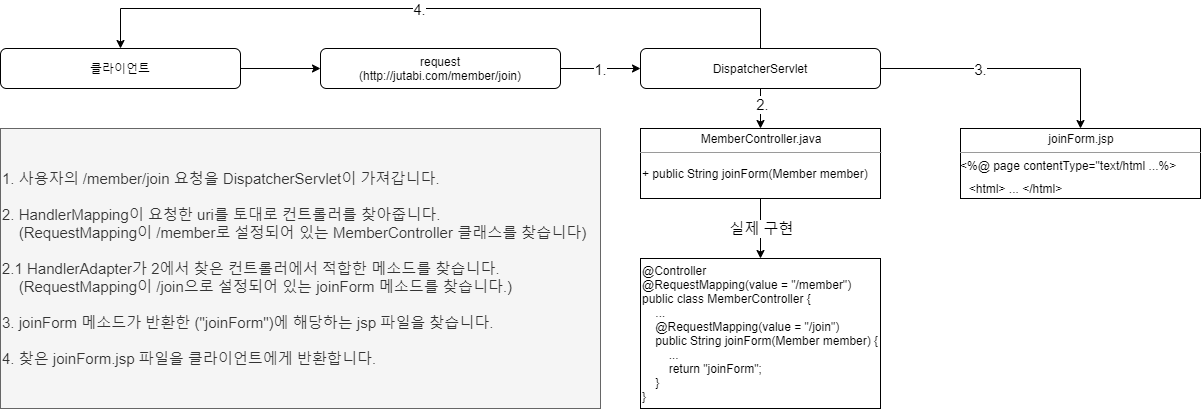 4.
클라이언트
request
(http://jutabi.com/member/join)
1.
DispatcherServlet
3.
2.
MemberController.java
+ public String joinForm(Member member)
joinForm.jsp
<%@ page contentType="text/html ...%>
<html> ... </html>
실제 구현
@Controller
@RequestMapping(value = "/member")
public class MemberController {
...
@RequestMapping(value = "/join")
public String joinForm(Member member) {
...
return "joinForm";
}
}
1. 사용자의 /member/join 요청을 DispatcherServlet이 가져갑니다.
2. HandlerMapping이 요청한 uri를 토대로 컨트롤러를 찾아줍니다.
(RequestMapping이 /member로 설정되어 있는 MemberController 클래스를 찾습니다)
2.1 HandlerAdapter가 2에서 찾은 컨트롤러에서 적합한 메소드를 찾습니다.
(RequestMapping이 /join으로 설정되어 있는 joinForm 메소드를 찾습니다.)
3. joinForm 메소드가 반환한 ("joinForm")에 해당하는 jsp 파일을 찾습니다.
4. 찾은 joinForm.jsp 파일을 클라이언트에게 반환합니다.